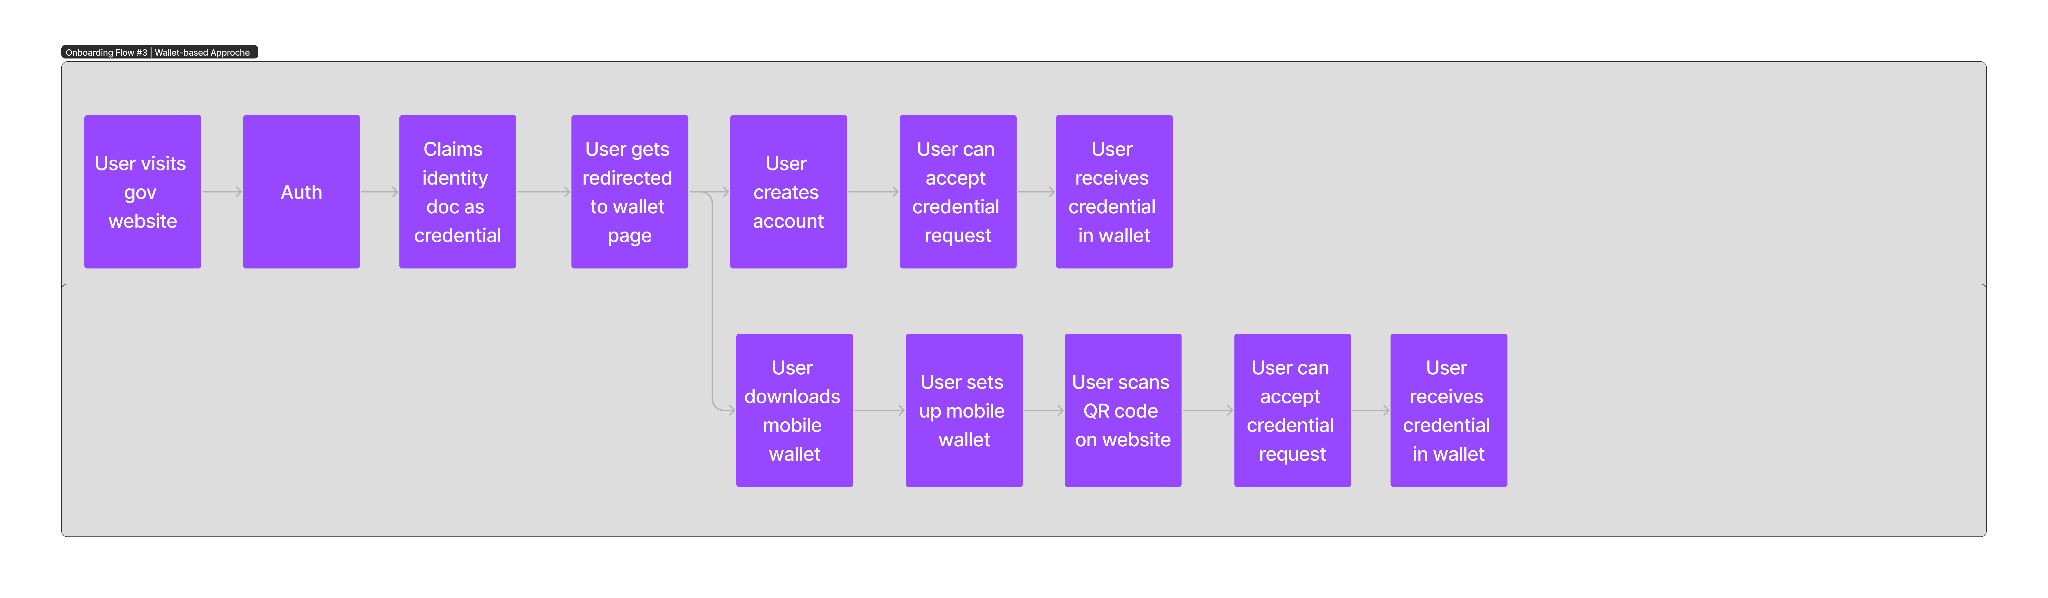 Onboarding Flow #3 | Wallet-based Approche
User visits
gov
website
Auth
Claims
identity
doc as
credential
User gets
redirected
to wallet
page
User
creates
account
User can
accept
credential
request
User
receives
credential
in wallet
User
downloads
mobile
wallet
User sets
up mobile
wallet
User scans
QR code
on website
User can
accept
credential
request
User
receives
credential
in wallet